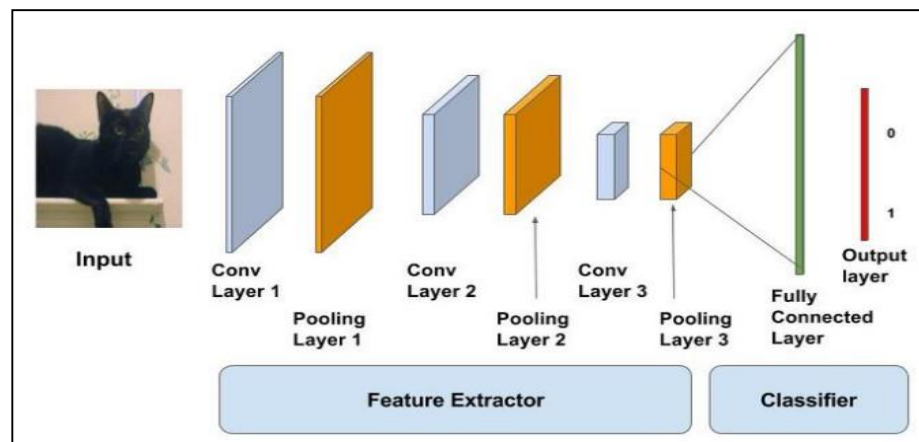 Input
Conv
Layer 1
Pooling
Layer 1
Conv
Layer 2
Pooling
Layer 2
Conv
Layer 3
Pooling
Layer 3
Fully
Connected
Layer
0
1
Output
layer
Feature Extractor
Classifier